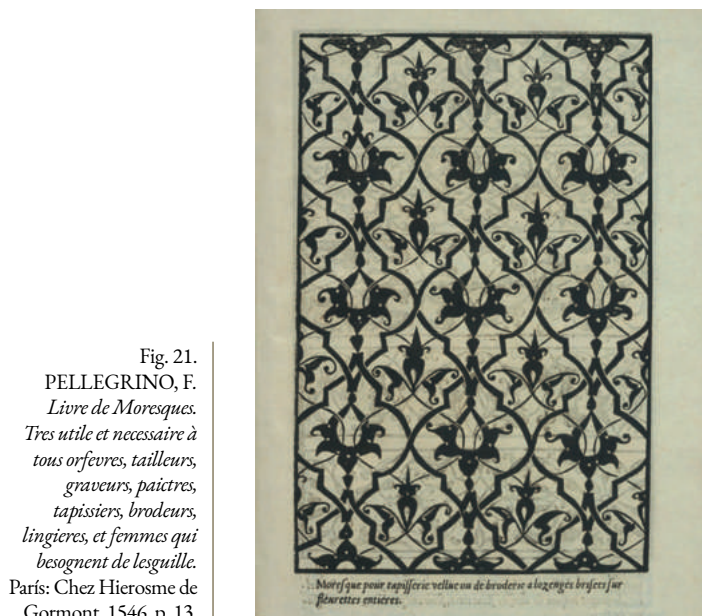 Fig. 21.
PELLEGRINO, F.
Livre de Moresques.
Tres utile et necessaire à
tous orfevres, tailleurs,
graveurs, paictres,
tapissiers, brodeurs,
lingieres, et femmes qui
besognent de lesguille.
París: Chez Hierosme de
Gormont, 1546, p. 13.
Moresque pour tapisserie vellue ou de broderie a lozenges brisees sur
fleurettes entières.